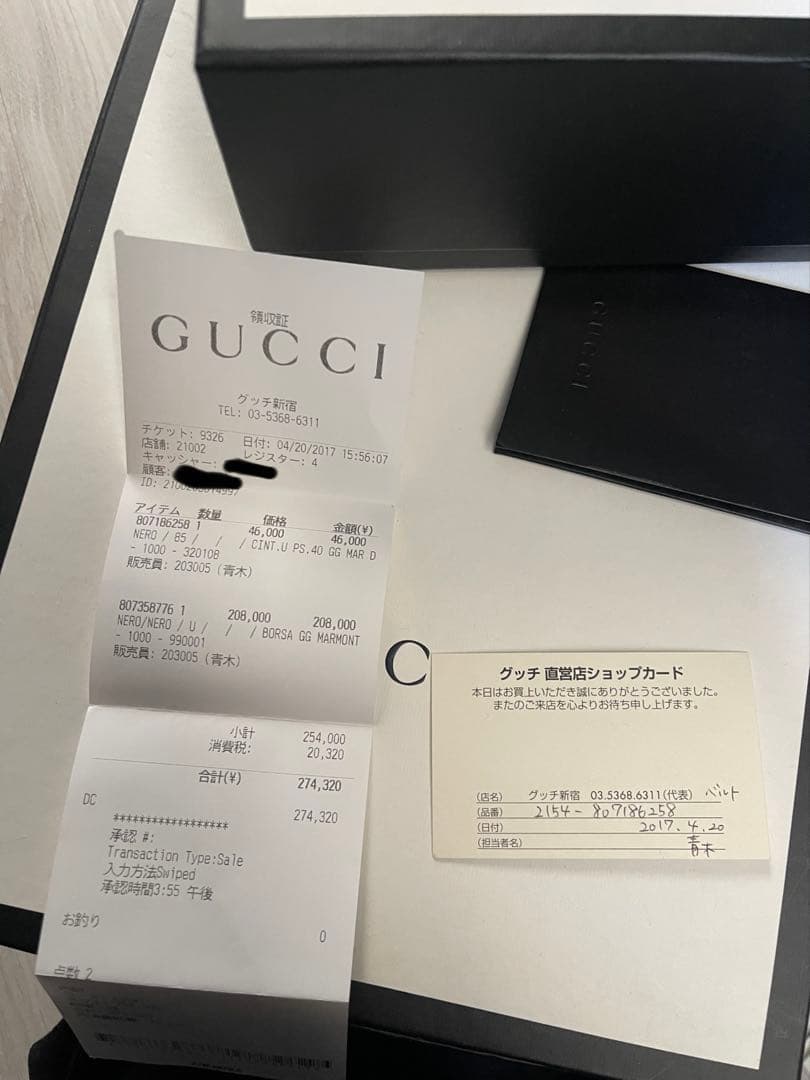 領収証
GUCCI
グッチ新宿
TEL: 03-5368-6311
チケット: 9326 日付: 04/20/2017 15:56:07
店舗: 21002 レジスター: 4
キャッシャー:
顧客:
ID:
アイテム 数量 価格 金額(¥)
807186258 1 46,000 46,000
NERO / 85 / / / CINT.U PS.40 GG MAR D
- 1000 - 320108
販売員: 203005 (青木)
807358776 1 208,000 208,000
NERO/NERO / U / / / BORSA GG MARMONT
- 1000 - 990001
販売員: 203005 (青木)
小計 254,000
消費税: 20,320
合計(¥) 274,320
DC 274,320
******************
承認 #:
Transaction Type:Sale
入力方法Swiped
承認時間3:55 午後
お釣り 0
点数 2
GUCCI
C
グッチ 直営店ショップカード
本日はお買上いただき誠にありがとうございました。
またのご来店を心よりお待ち申し上げます。
(店名) グッチ新宿 03.5368.6311(代表) ベルト
(品番) 2154-807186258
(日付) 2017.4.20
(担当者名) 青木